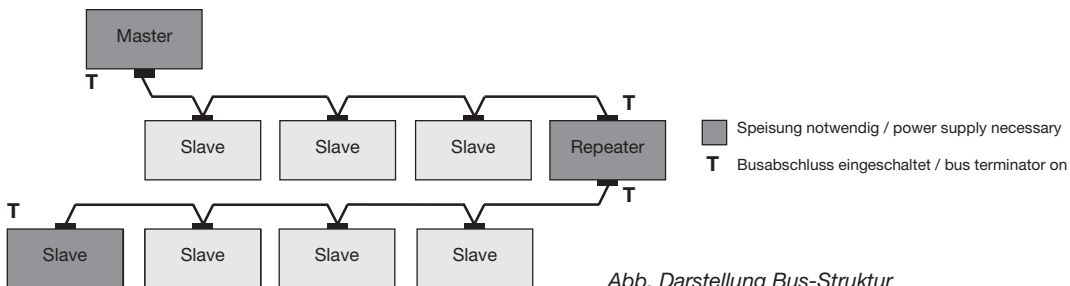 Master
T
T
Slave
Slave
Slave
Repeater
Speisung notwendig / power supply necessary
T Busabschluss eingeschaltet / bus terminator on
T
T
Slave
Slave
Slave
Slave
Abb. Darstellung Bus-Struktur